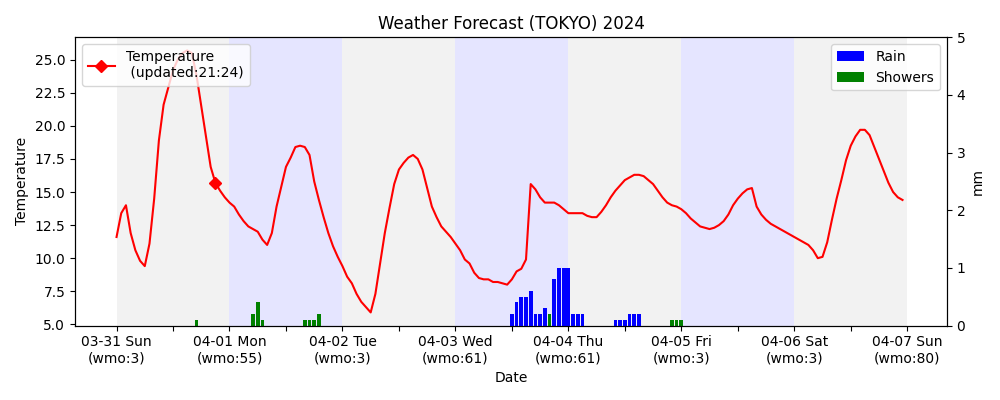 Weather Forecast (TOKYO) 2024
Temperature
(updated:21:24)
Rain
Showers
25.0
22.5
20.0
17.5
15.0
12.5
10.0
7.5
5.0
Temperature
5
4
3
2
1
0
mm
03-31 Sun
(wmo:3)
04-01 Mon
(wmo:55)
04-02 Tue
(wmo:3)
04-03 Wed
(wmo:61)
04-04 Thu
(wmo:61)
04-05 Fri
(wmo:3)
04-06 Sat
(wmo:3)
04-07 Sun
(wmo:80)
Date